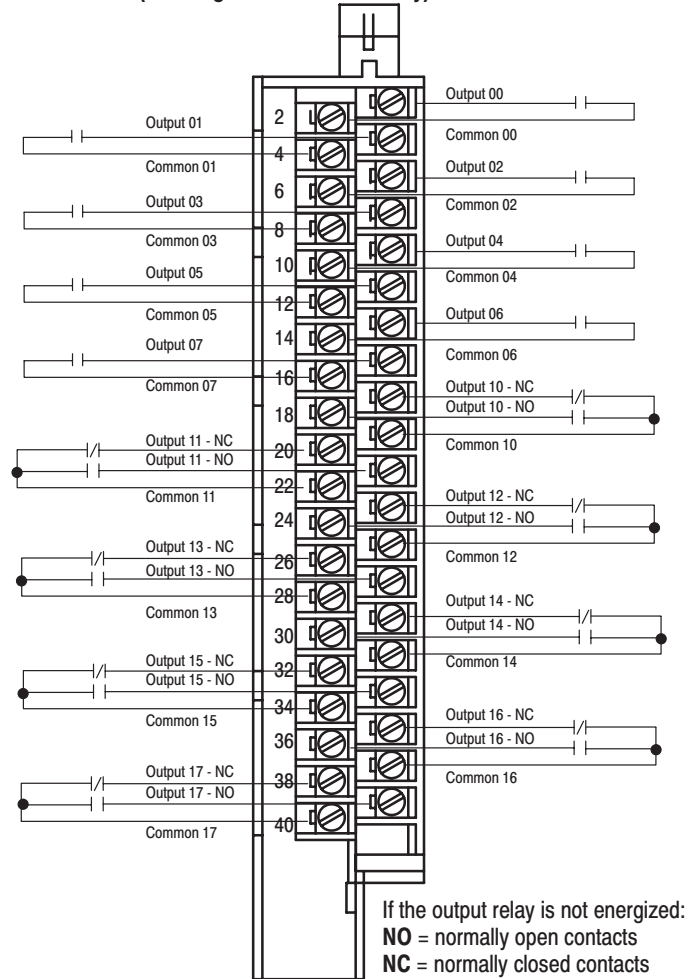 2
4
6
8
10
12
14
16
18
20
22
24
26
28
30
32
34
36
38
40
Output 01
Common 01
Output 03
Common 03
Output 05
Common 05
Output 07
Common 07
Output 11 - NC
Output 11 - NO
Common 11
Output 13 - NC
Output 13 - NO
Common 13
Output 15 - NC
Output 15 - NO
Common 15
Output 17 - NC
Output 17 - NO
Common 17
Output 00
Common 00
Output 02
Common 02
Output 04
Common 04
Output 06
Common 06
Output 10 - NC
Output 10 - NO
Common 10
Output 12 - NC
Output 12 - NO
Common 12
Output 14 - NC
Output 14 - NO
Common 14
Output 16 - NC
Output 16 - NO
Common 16
If the output relay is not energized:
NO = normally open contacts
NC = normally closed contacts